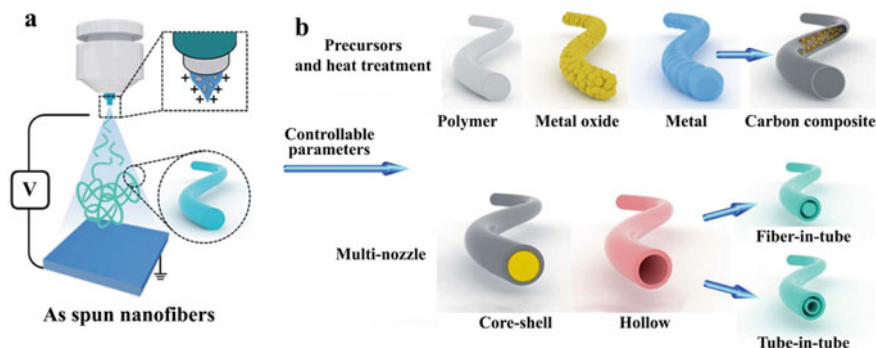 a
V
As spun nanofibers
Controllable
parameters
b
Precursors
and heat treatment
Polymer
Metal oxide
Metal
Carbon composite
Multi-nozzle
Core-shell
Hollow
Fiber-in-tube
Tube-in-tube